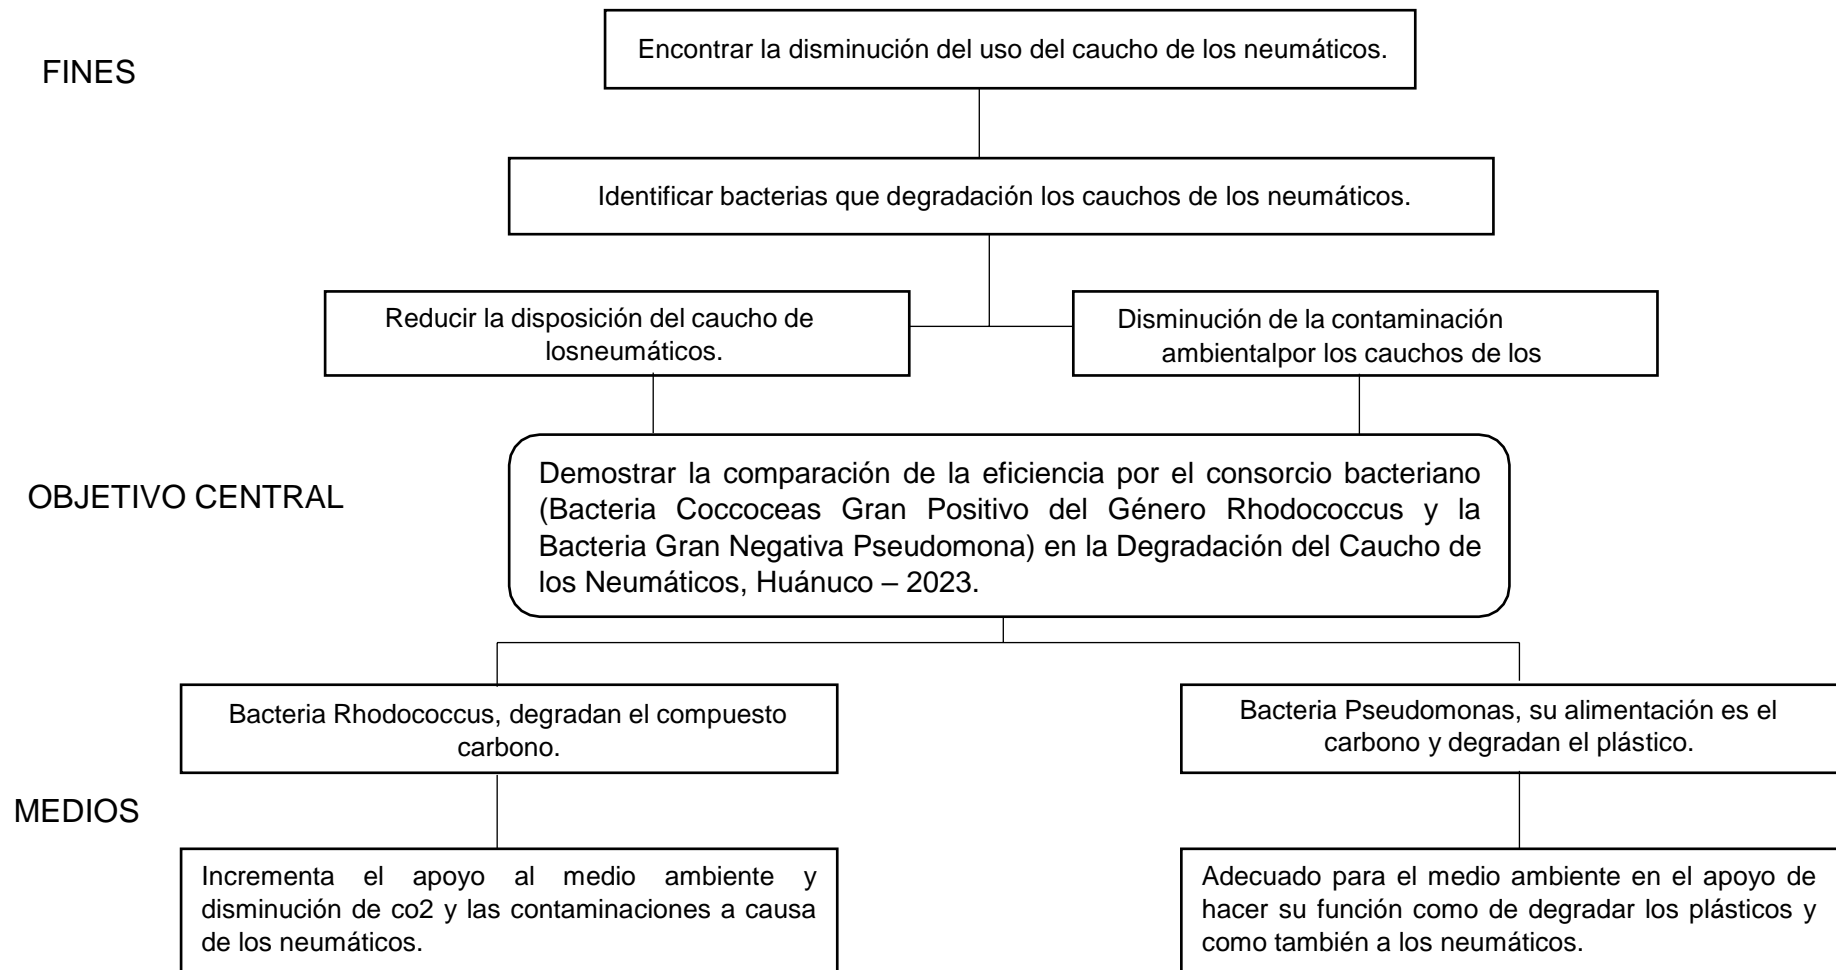 Encontrar la disminución del uso del caucho de los neumáticos.
FINES
Identificar bacterias que degradación los cauchos de los neumáticos.
Reducir la disposición del caucho de
losneumáticos.
Disminución de la contaminación
ambientalpor los cauchos de los
OBJETIVO CENTRAL
Demostrar la comparación de la eficiencia por el consorcio bacteriano
(Bacteria Coccoceas Gran Positivo del Género Rhodococcus y la
Bacteria Gran Negativa Pseudomona) en la Degradación del Caucho de
los Neumáticos, Huánuco – 2023.
Bacteria Rhodococcus, degradan el compuesto
carbono.
Bacteria Pseudomonas, su alimentación es el
carbono y degradan el plástico.
MEDIOS
Incrementa el apoyo al medio ambiente y
disminución de co2 y las contaminaciones a causa
de los neumáticos.
Adecuado para el medio ambiente en el apoyo de
hacer su función como de degradar los plásticos y
como también a los neumáticos.